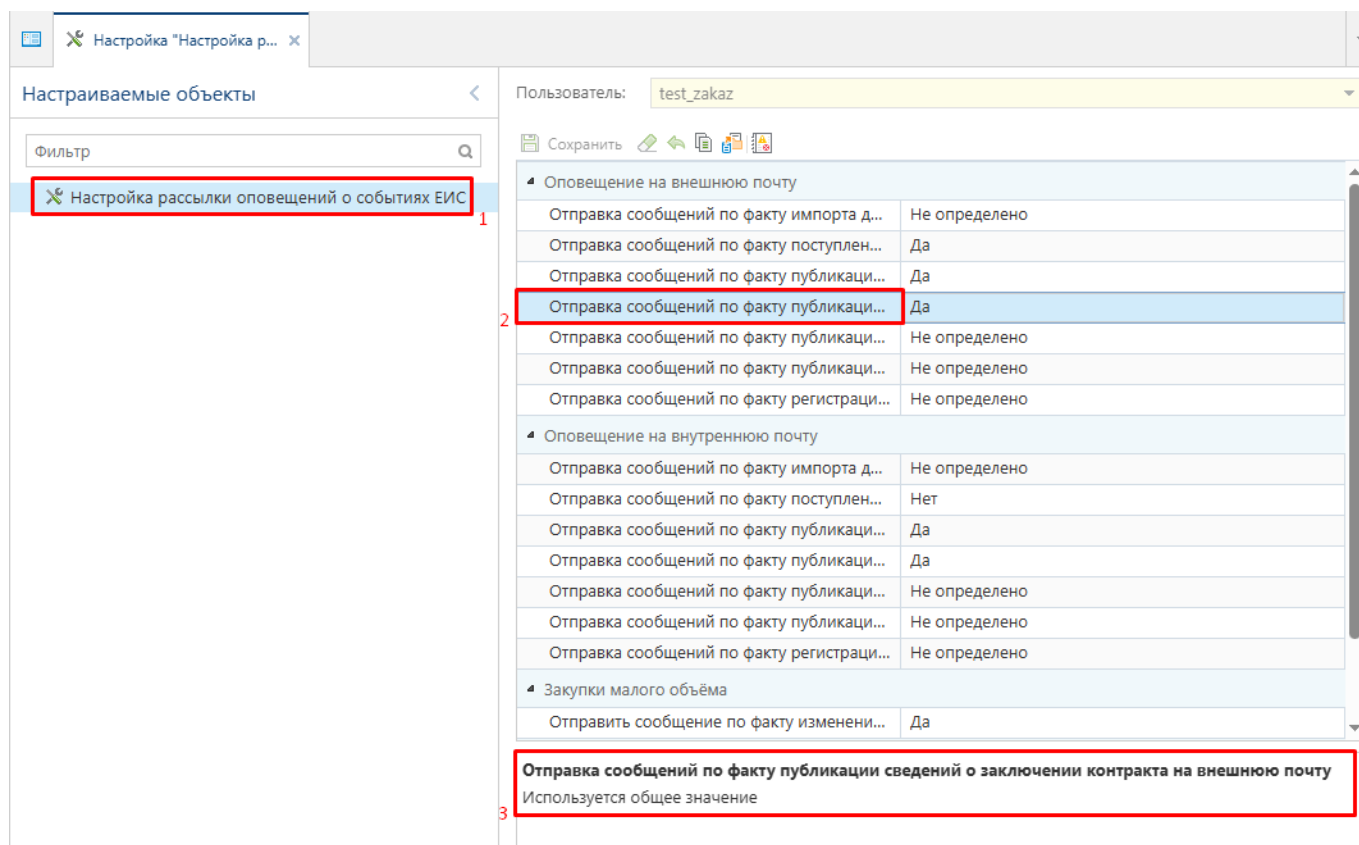 Настройка "Настройка р...
Настраиваемые объекты
Фильтр
Настройка рассылки оповещений о событиях ЕИС
1
Пользователь: test_zakaz
Сохранить
Оповещение на внешнюю почту
Отправка сообщений по факту импорта д... Не определено
Отправка сообщений по факту поступлен... Да
Отправка сообщений по факту публикаци... Да
2 Отправка сообщений по факту публикаци... Да
Отправка сообщений по факту публикаци... Не определено
Отправка сообщений по факту публикаци... Не определено
Отправка сообщений по факту регистраци... Не определено
Оповещение на внутреннюю почту
Отправка сообщений по факту импорта д... Не определено
Отправка сообщений по факту поступлен... Нет
Отправка сообщений по факту публикаци... Да
Отправка сообщений по факту публикаци... Да
Отправка сообщений по факту публикаци... Не определено
Отправка сообщений по факту публикаци... Не определено
Отправка сообщений по факту регистраци... Не определено
Закупки малого объёма
Отправить сообщение по факту изменени... Да
Отправка сообщений по факту публикации сведений о заключении контракта на внешнюю почту
Используется общее значение
3